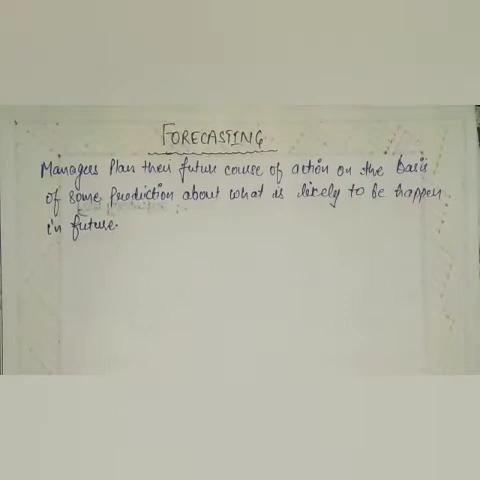 FORECASTING
Managers Plan their future course of action on the basis
of some production about what is likely to be happen
in future.